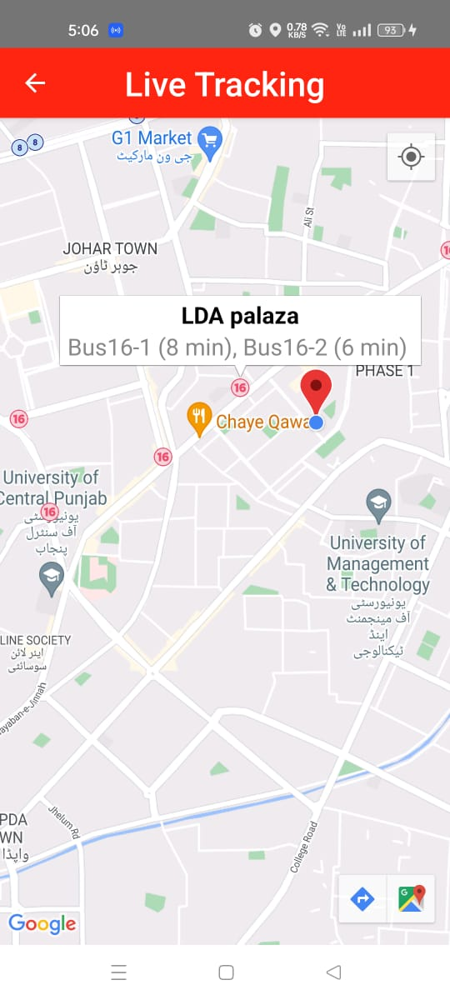 5:06
0.78
KB/S
Vo
LTE
93
Live Tracking
8
8
G1 Market
جی ون مارکیٹ
Ali St
JOHAR TOWN
جوہر ٹاؤن
LDA palaza
Bus16-1 (8 min), Bus16-2 (6 min)
PHASE 1
16
Chaye Qawa
16
16
University of
Central Punjab
16
یونیورسٹی
آف سنٹرل
پنجاب
University of
Management
& Technology
یونیورسٹی
آف مینجمنٹ
اینڈ
ٹیکنالوجی
LINE SOCIETY
ایئر لائن
سوسائٹی
ayaban-e-Jinnah
PDA
WN
واپڈا
Jhelum Rd
College Road
G
Google